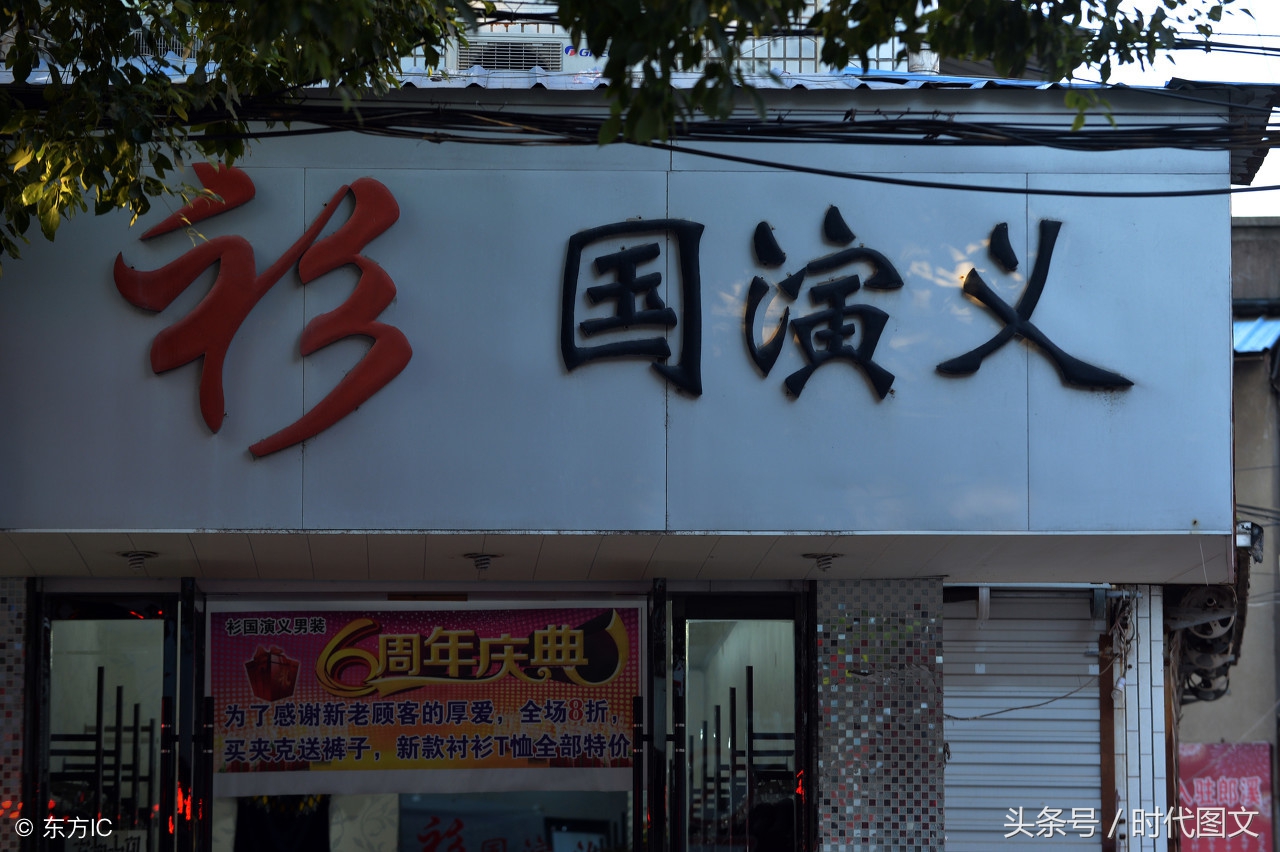 衫国演义
衫国演义男装
6周年庆典
为了感谢新老顾客的厚爱，全场8折，
买夹克送裤子，新款衬衫T恤全部特价
驻郎溪
© 东方IC
头条号 / 时代图文